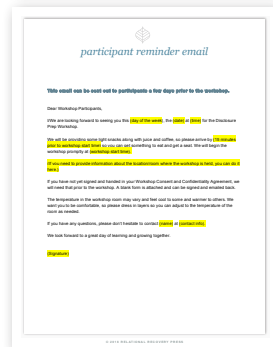 participant reminder email
This email can be sent out to participants a few days prior to the workshop.
Dear Workshop Participants,
We are looking forward to seeing you this (day of the week), the (date) at (time) for the Disclosure
Prep Workshop.
We will be providing some light snacks along with juice and coffee, so please arrive by (15 minutes
prior to workshop start time) so you can get something to eat and get a seat. We will begin the
workshop promptly at (workshop start time).
(If you need to provide information about the location/room where the workshop is held, you can do it
here.)
If you have not yet signed and handed in your Workshop Consent and Confidentiality Agreement, we
will need that prior to the workshop. A blank form is attached and can be signed and emailed back.
The temperature in the workshop room may vary and feel cool to some and warmer to others. We
want you to be comfortable, so please dress in layers so you can adjust to the temperature of the
room as needed.
If you have any questions, please don't hesitate to contact (name) at (contact info).
We look forward to a great day of learning and growing together.
(Signature)
RELATIONAL RECOVERY PRESS